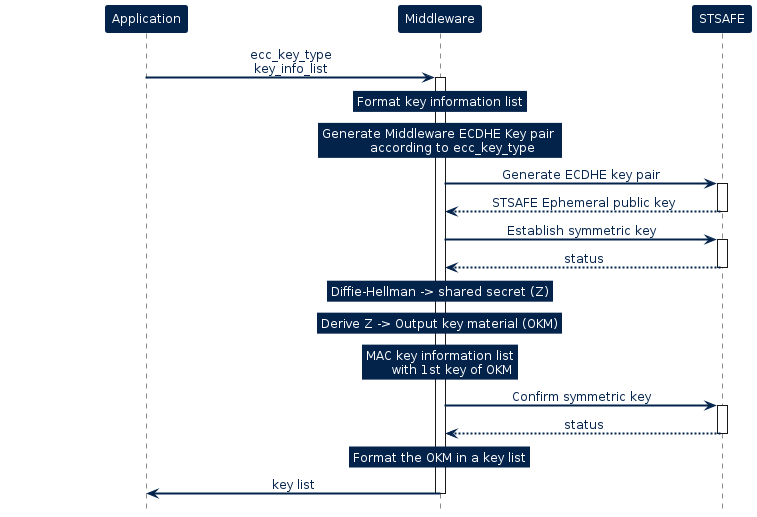 Application
Middleware
STSAFE
ecc_key_type
key_info_list
Format key information list
Generate Middleware ECDHE Key pair
according to ecc_key_type
Generate ECDHE key pair
STSAFE Ephemeral public key
Establish symmetric key
status
Diffie-Hellman -> shared secret (Z)
Derive Z -> Output key material (OKM)
MAC key information list
with 1st key of OKM
Confirm symmetric key
status
Format the OKM in a key list
key list